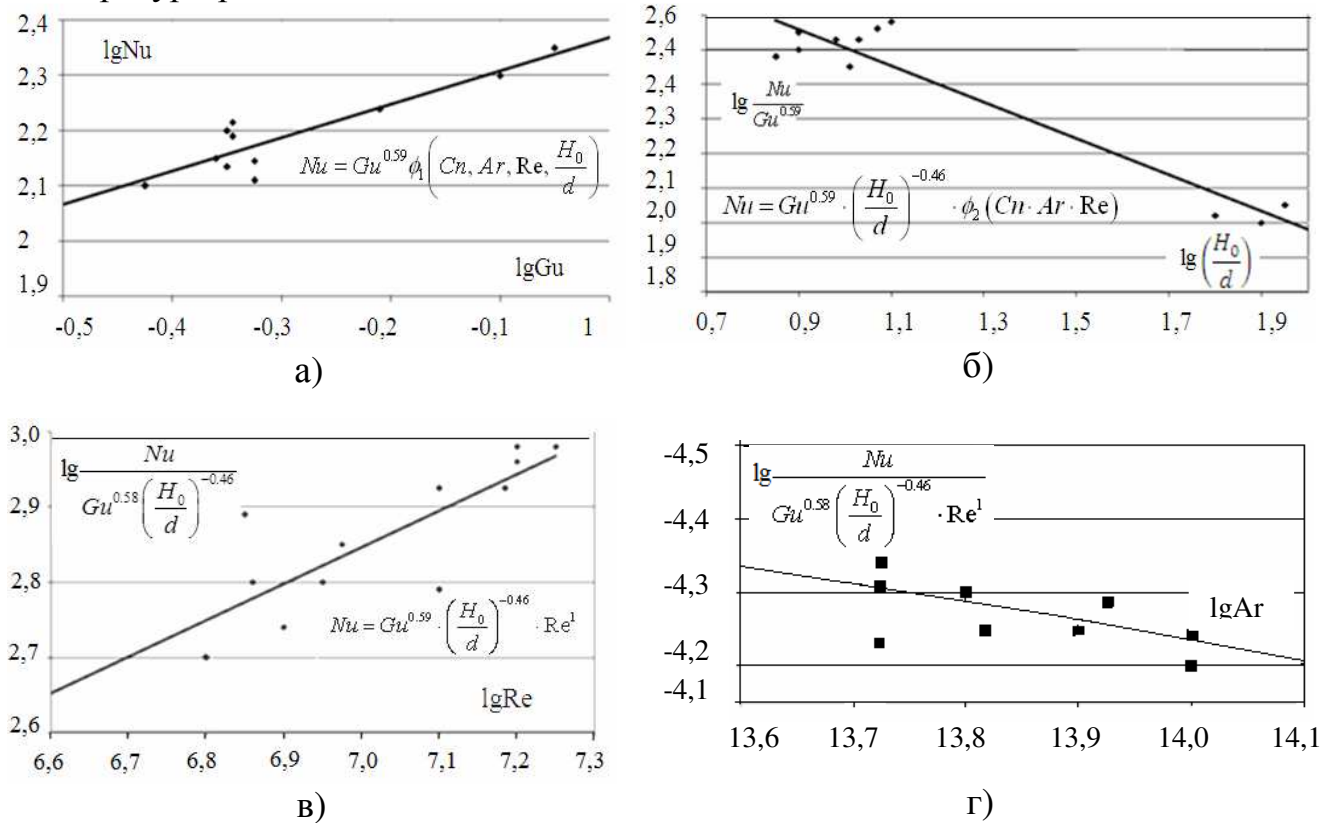 2,4
lgNu
2,3
2,2
Nu = Gu^0.59 ϕ₁(Cn, Ar, Re, H₀/d)
2,1
2
lgGu
1,9
-0,5 -0,4 -0,3 -0,2 -0,1 1
а)
2,6
2,4
lg Nu/Gu^0.59
2,3
2,2
2,1
Nu = Gu^0.59 · (H₀/d)^-0.46 · ϕ₂(Cn · Ar · Re)
2,0
1,9
lg(H₀/d)
1,8
0,7 0,9 1,1 1,3 1,5 1,7 1,9
б)
3,0
lg Nu/(Gu^0.58 (H₀/d)^-0.46)
2,9
2,8
Nu = Gu^0.59 · (H₀/d)^-0.46 · Re^1
2,7
lgRe
2,6
6,6 6,7 6,8 6,9 7,0 7,1 7,2 7,3
в)
-4,5
lg Nu/(Gu^0.58 (H₀/d)^-0.46 · Re^1)
-4,4
-4,3
lgAr
-4,2
-4,1
13,6 13,7 13,8 13,9 14,0 14,1
г)